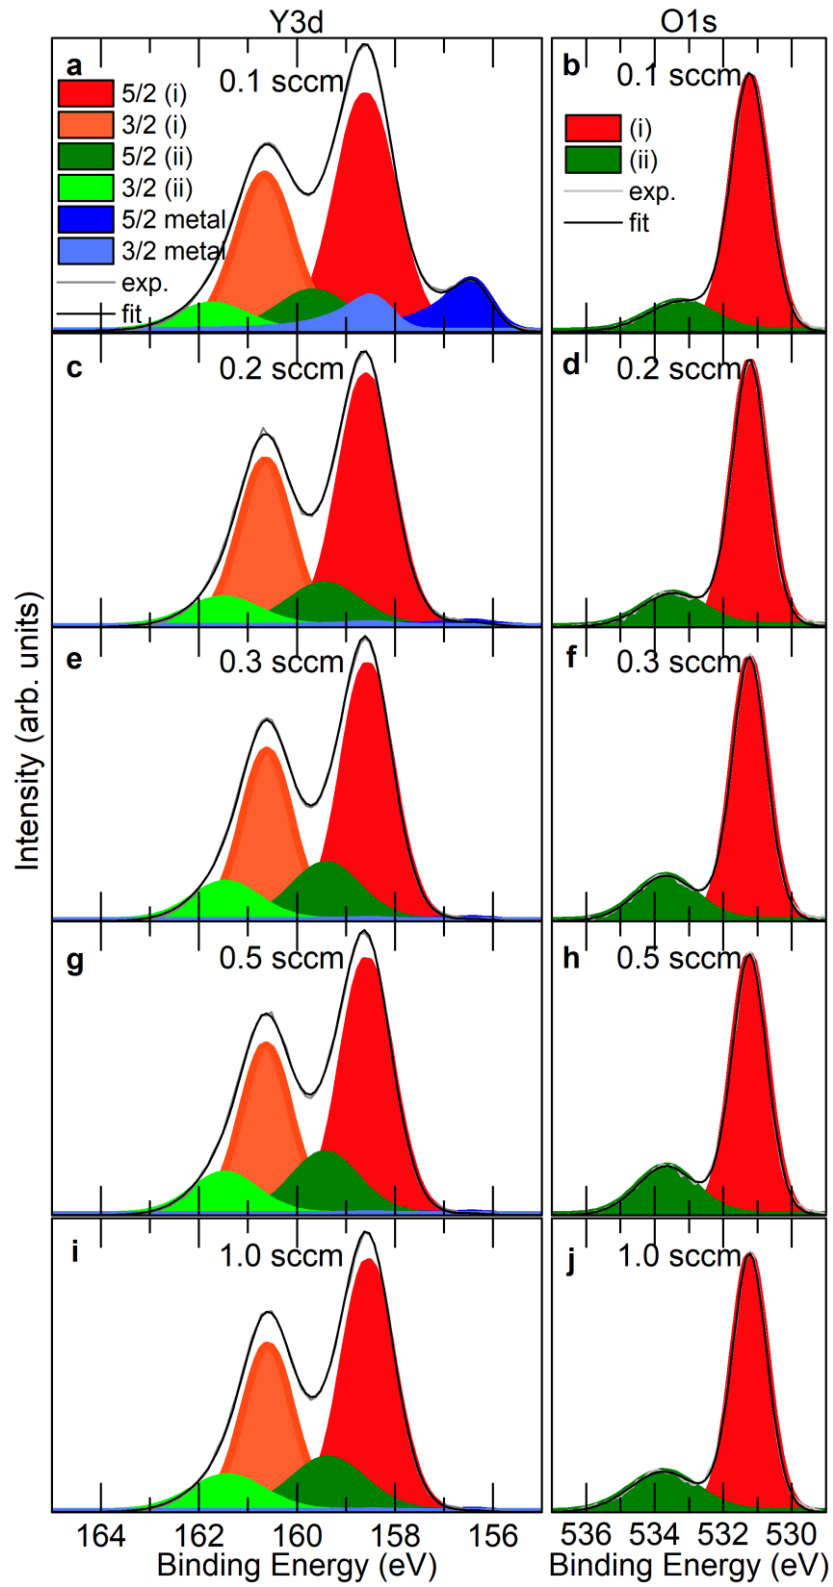 Y3d
O1s
a
0.1 sccm
5/2 (i)
3/2 (i)
5/2 (ii)
3/2 (ii)
5/2 metal
3/2 metal
exp.
fit
b
0.1 sccm
(i)
(ii)
exp.
fit
c
0.2 sccm
d
0.2 sccm
e
0.3 sccm
f
0.3 sccm
g
0.5 sccm
h
0.5 sccm
i
1.0 sccm
j
1.0 sccm
Intensity (arb. units)
164 162 160 158 156
536 534 532 530
Binding Energy (eV)
Binding Energy (eV)